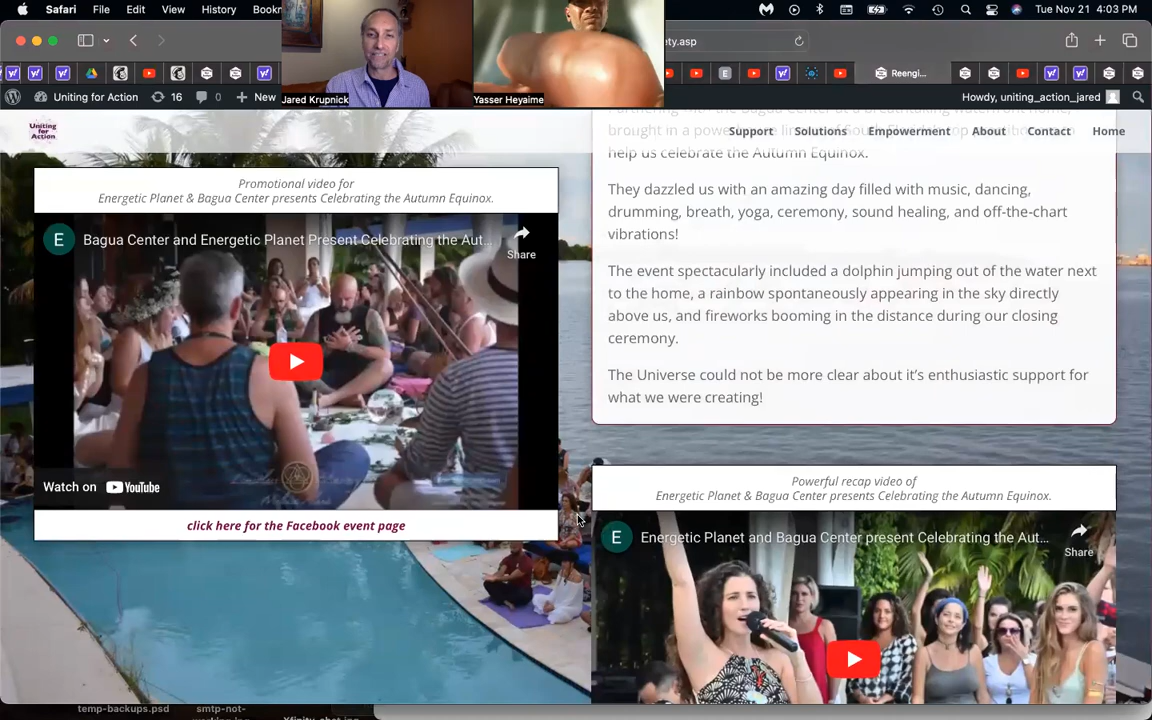 Safari File Edit View History Bookm
Tue Nov 21 4:03 PM
Jared Krupnick
Yasser Heyaime
ty.asp
Reengi...
Uniting for Action 16 0 New
Howdy, uniting_action_jared
Uniting
for
Action
Support Solutions Empowerment About Contact Home
help us celebrate the Autumn Equinox.
They dazzled us with an amazing day filled with music, dancing,
drumming, breath, yoga, ceremony, sound healing, and off-the-chart
vibrations!
The event spectacularly included a dolphin jumping out of the water next
to the home, a rainbow spontaneously appearing in the sky directly
above us, and fireworks booming in the distance during our closing
ceremony.
The Universe could not be more clear about it's enthusiastic support for
what we were creating!
Promotional video for
Energetic Planet & Bagua Center presents Celebrating the Autumn Equinox.
E Bagua Center and Energetic Planet Present Celebrating the Aut...
Share
Watch on YouTube
click here for the Facebook event page
Powerful recap video of
Energetic Planet & Bagua Center presents Celebrating the Autumn Equinox.
E Energetic Planet and Bagua Center present Celebrating the Aut...
Share
temp-backups.psd
smtp-not-